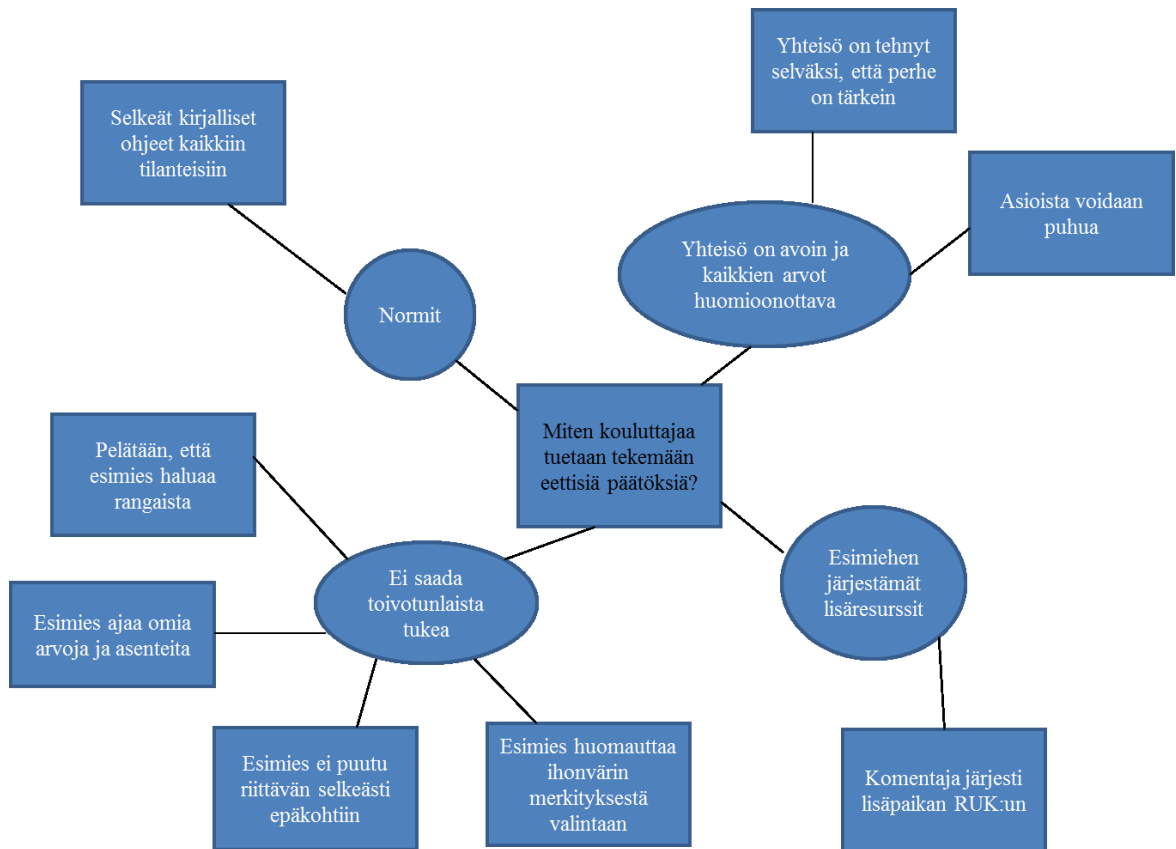 Yhteisö on tehnyt
selväksi, että perhe
on tärkein
Selkeät kirjalliset
ohjeet kaikkiin
tilanteisiin
Asioista voidaan
puhua
Yhteisö on avoin ja
kaikkien arvot
huomioonottava
Normit
Miten kouluttajaa
tuetaan tekemään
eettisiä päätöksiä?
Pelätään, että
esimies haluaa
rangaista
Ei saada
toivotunlaista
tukea
Esimiehen
järjestämät
lisäresurssit
Esimies ajaa omia
arvoja ja asenteita
Esimies ei puutu
riittävän selkeästi
epäkohtiin
Esimies huomauttaa
ihonvärin
merkityksestä
valintaan
Komentaja järjesti
lisäpaikan RUK:un